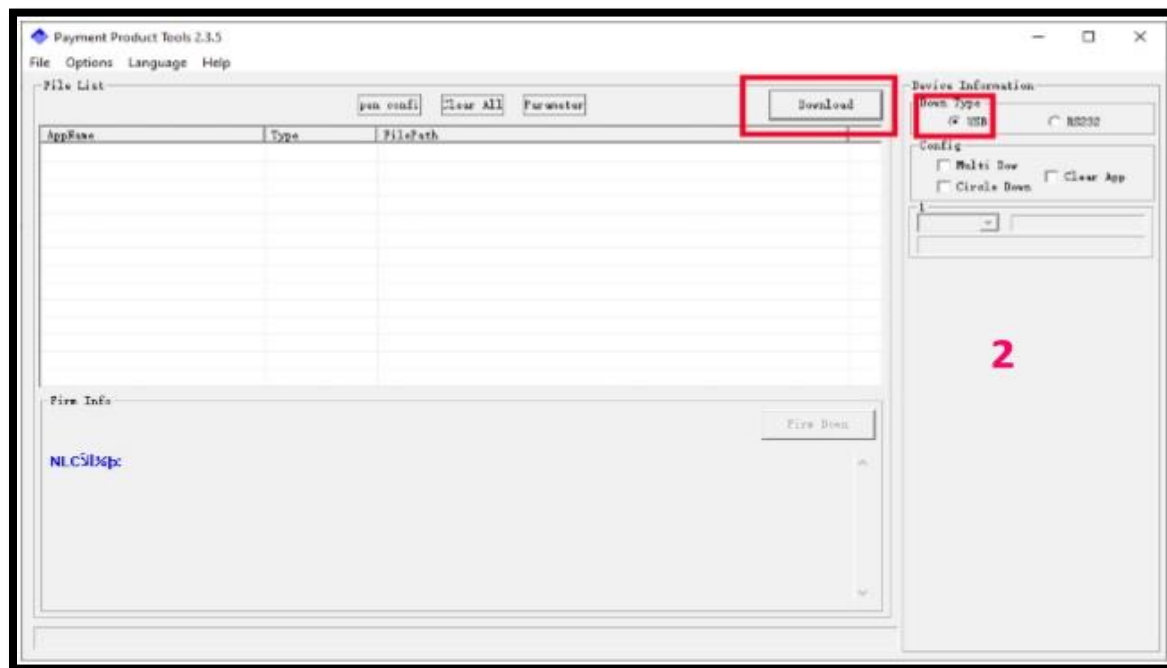 Payment Product Tools 2.3.5
File Options Language Help
File List
pen confi Clear All Parameter Download
AppName Type FilePath
Firm Info
Firm Down
Device Information
Down Type
USB RS232
Config
Multi Dow
Circle Down
Clear App
1
2